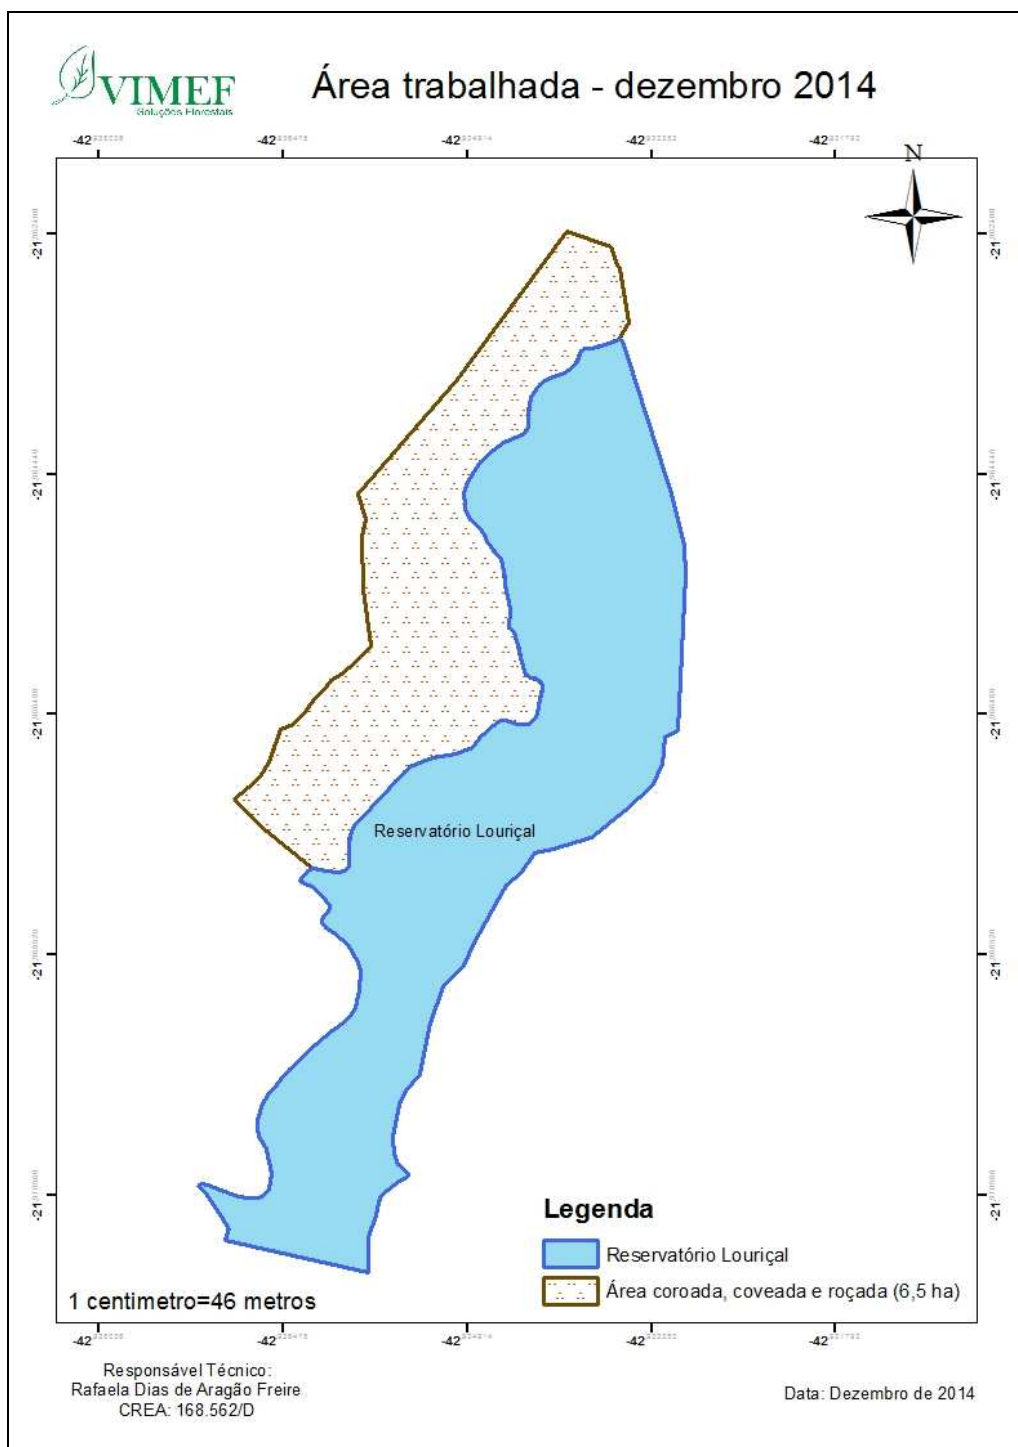 VIMEF
Soluções Florestais
Área trabalhada - dezembro 2014
N
Reservatório Louriçal
Legenda
Reservatório Louriçal
Área coroada, coveada e roçada (6,5 ha)
1 centimetro=46 metros
Responsável Técnico:
Rafaela Dias de Aragão Freire
CREA: 168.562/D
Data: Dezembro de 2014